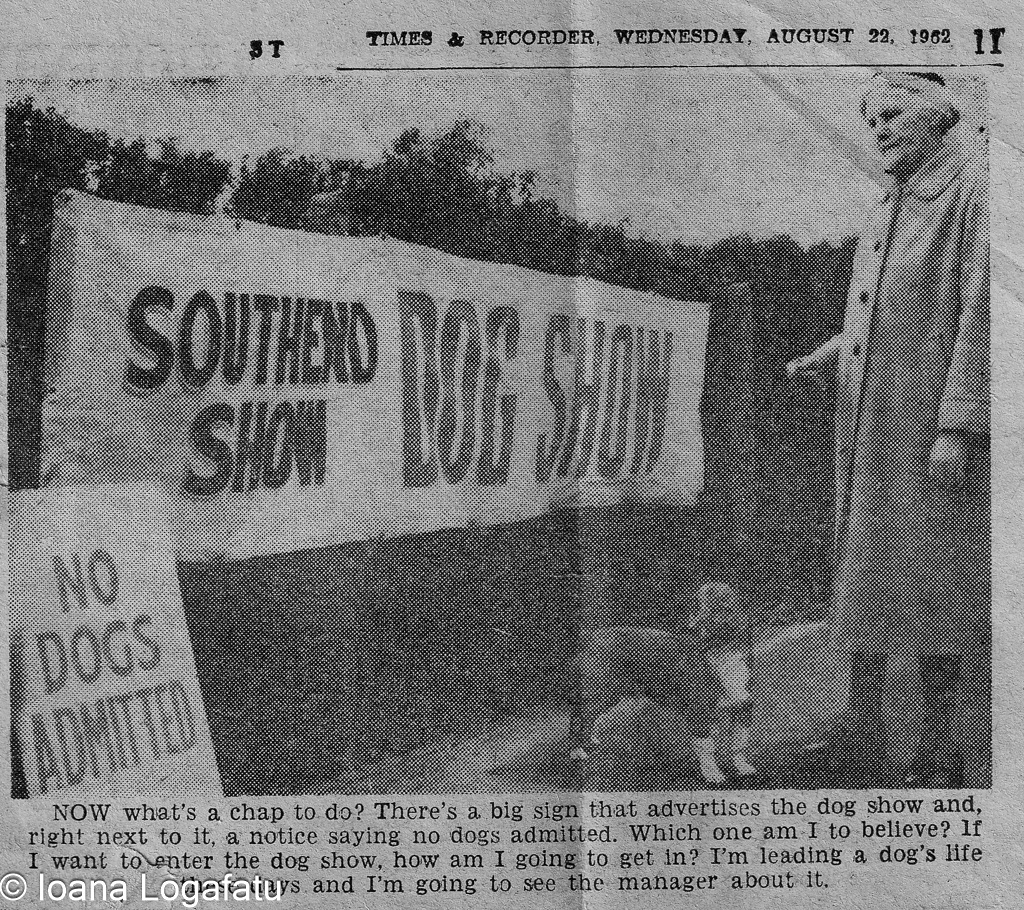 ST TIMES & RECORDER, WEDNESDAY, AUGUST 22, 1962 11
SOUTHEND DOG SHOW
SHOW
NO
DOGS
ADMITTED
NOW what's a chap to do? There's a big sign that advertises the dog show and,
right next to it, a notice saying no dogs admitted. Which one am I to believe? If
I want to enter the dog show, how am I going to get in? I'm leading a dog's life
these days and I'm going to see the manager about it.
© Ioana Logafatu